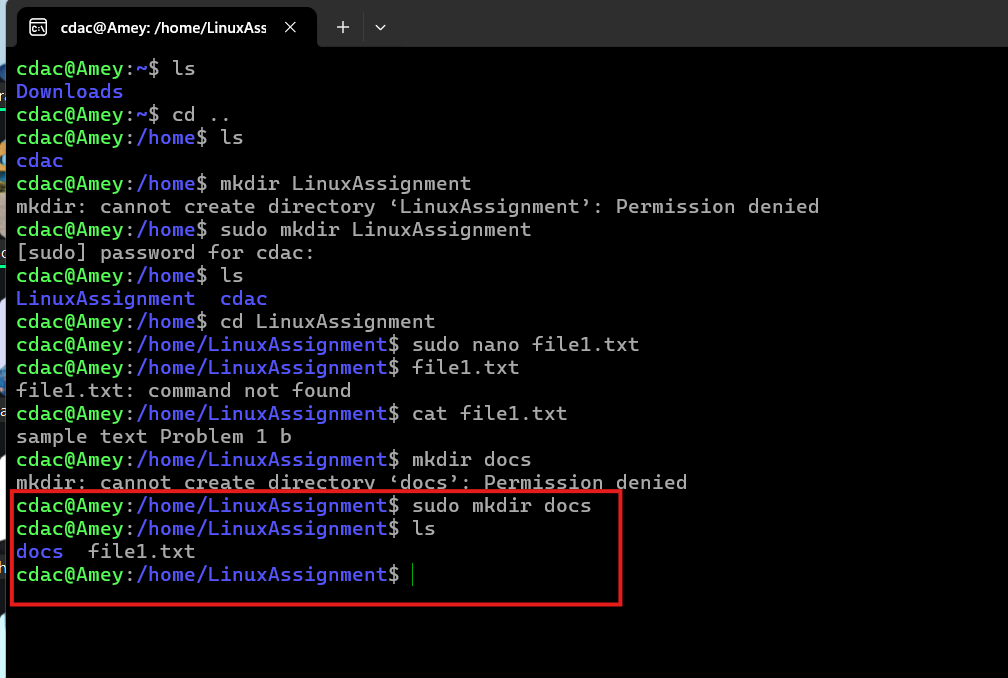 cdac@Amey: /home/LinuxAss
cdac@Amey:~$ ls
Downloads
cdac@Amey:~$ cd ..
cdac@Amey:/home$ ls
cdac
cdac@Amey:/home$ mkdir LinuxAssignment
mkdir: cannot create directory ‘LinuxAssignment’: Permission denied
cdac@Amey:/home$ sudo mkdir LinuxAssignment
[sudo] password for cdac:
cdac@Amey:/home$ ls
LinuxAssignment  cdac
cdac@Amey:/home$ cd LinuxAssignment
cdac@Amey:/home/LinuxAssignment$ sudo nano file1.txt
cdac@Amey:/home/LinuxAssignment$ file1.txt
file1.txt: command not found
cdac@Amey:/home/LinuxAssignment$ cat file1.txt
sample text Problem 1 b
cdac@Amey:/home/LinuxAssignment$ mkdir docs
mkdir: cannot create directory ‘docs’: Permission denied
cdac@Amey:/home/LinuxAssignment$ sudo mkdir docs
cdac@Amey:/home/LinuxAssignment$ ls
docs  file1.txt
cdac@Amey:/home/LinuxAssignment$